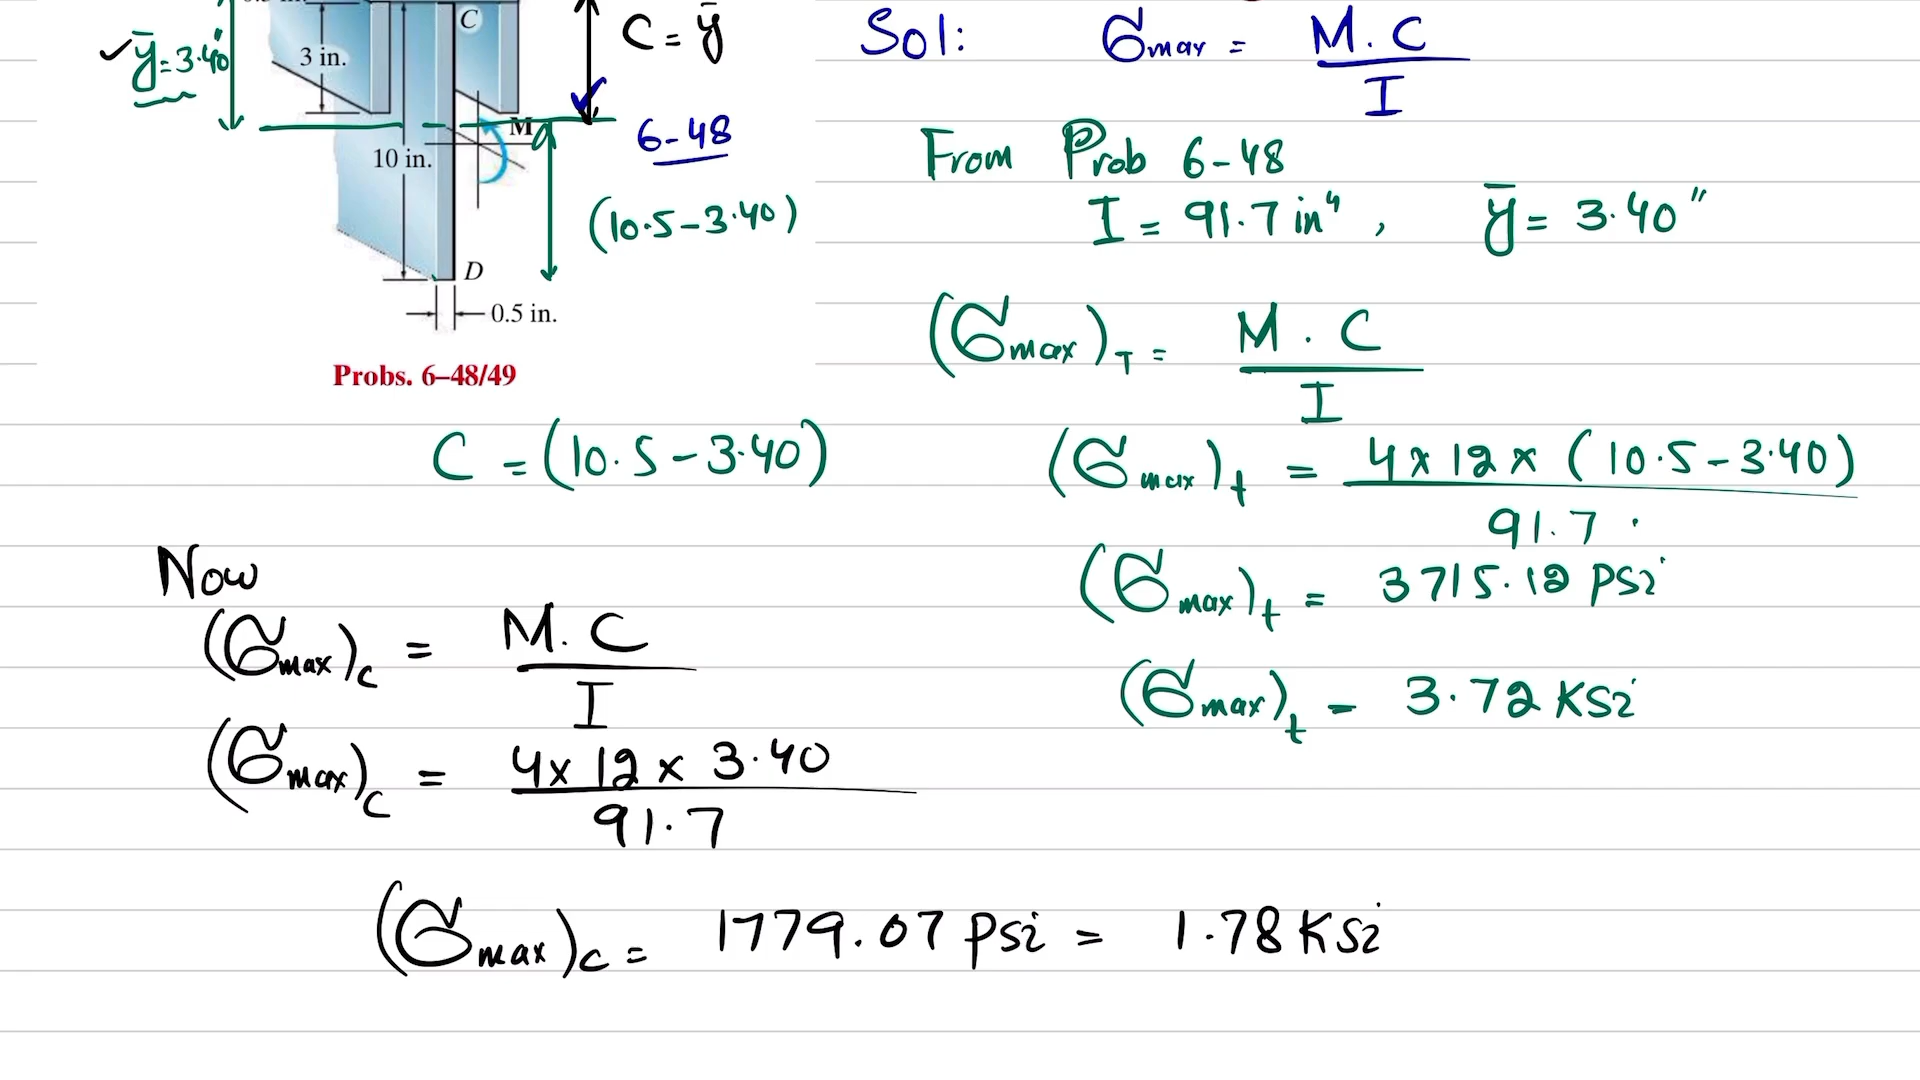 C
C = ȳ
ȳ = 3.40
3 in.
M
6-48
10 in.
(10.5-3.40)
D
0.5 in.
Probs. 6–48/49
C = (10.5-3.40)
Now
(σmax)c = M.C
I
(σmax)c = 4x 12 x 3.40
91.7
(σmax)c = 1779.07 psi = 1.78 Ksi
Sol: σmax = M.C
I
From Prob 6-48
I = 91.7 in⁴, ȳ = 3.40"
(σmax)T = M.C
I
(σmax)t = 4x12x (10.5-3.40)
91.7
(σmax)t = 3715.12 psi
(σmax)t = 3.72 Ksi